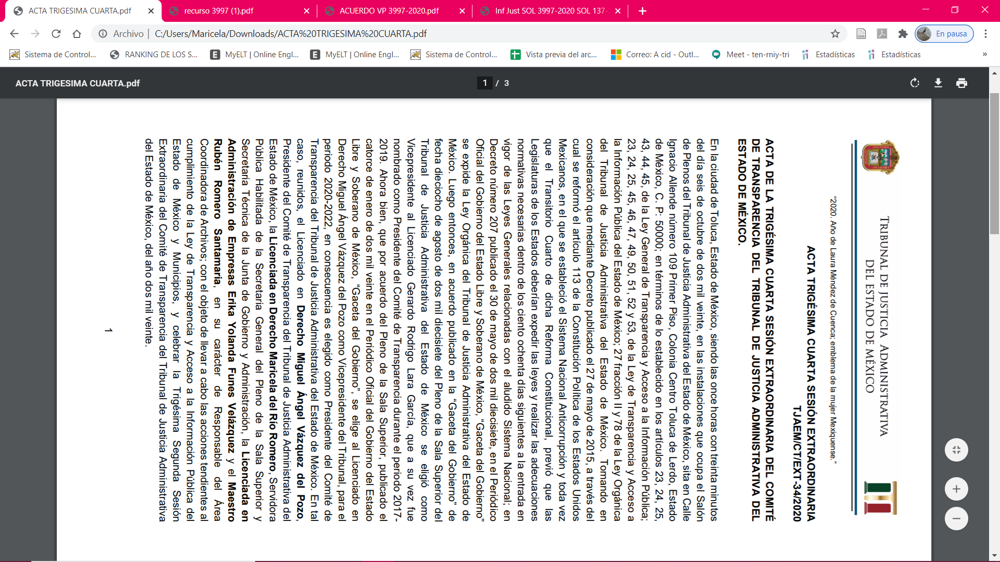 ACTA TRIGESIMA CUARTA.pdf
recurso 3997 (1).pdf
ACUERDO VP 3997-2020.pdf
Inf Just SOL 3997-2020 SOL 137-
Archivo
C:/Users/Maricela/Downloads/ACTA%20TRIGESIMA%20CUARTA.pdf
En pausa
Sistema de Control...
RANKING DE LOS S...
MyELT | Online Engl...
MyELT | Online Engl...
Sistema de Control...
Vista previa del arc...
Correo: A cid - Outl...
Meet - ten-rniy-tri
Estadísticas
Estadísticas
»
ACTA TRIGESIMA CUARTA.pdf
1 / 3
TRIBUNAL DE JUSTICIA ADMINISTRATIVA
DEL ESTADO DE MÉXICO
“2020. Año de Laura Méndez de Cuenca; emblema de la mujer Mexiquense.”
ACTA TRIGÉSIMA CUARTA SESIÓN EXTRAORDINARIA
TJAEM/CT/EXT-34/2020
ACTA DE LA TRIGÉSIMA CUARTA SESIÓN EXTRAORDINARIA DEL COMITÉ
DE TRANSPARENCIA DEL TRIBUNAL DE JUSTICIA ADMINISTRATIVA DEL
ESTADO DE MÉXICO.
En la ciudad de Toluca, Estado de México, siendo las once horas con treinta minutos
del día seis de octubre de dos mil veinte, en las instalaciones que ocupa el Salón
de Plenos del Tribunal de Justicia Administrativa del Estado de México, sita en Calle
Ignacio Allende número 109 Primer Piso, Colonia Centro Toluca de Lerdo, Estado
de México, C. P: 50000; en términos de lo establecido en los artículos 23, 24, 25,
43, 44, 45, de la Ley General de Transparencia y Acceso a la Información Pública;
23, 24, 25, 45, 46, 47, 49, 50, 51, 52 y 53, de la Ley de Transparencia y Acceso a
la Información Pública del Estado de México; 27 fracción II y 78 de la Ley Orgánica
del Tribunal de Justicia Administrativa del Estado de México. Tomando en
consideración que mediante Decreto publicado el 27 de mayo de 2015, a través del
cual se reformó el artículo 113 de la Constitución Política de los Estados Unidos
Mexicanos, en el que se estableció el Sistema Nacional Anticorrupción y toda vez
que el Transitorio Cuarto de dicha Reforma Constitucional, previó que las
Legislaturas de los Estados deberían expedir las leyes y realizar las adecuaciones
normativas necesarias dentro de los ciento ochenta días siguientes a la entrada en
vigor de las Leyes Generales relacionadas con el aludido Sistema Nacional; en
Decreto número 207 publicado el 30 de mayo de dos mil diecisiete, en el Periódico
Oficial del Gobierno del Estado Libre y Soberano de México, “Gaceta del Gobierno”
se expide la Ley Orgánica del Tribunal de Justicia Administrativa del Estado de
México. Luego entonces, en acuerdo publicado en la “Gaceta del Gobierno” de
fecha dieciocho de agosto de dos mil diecisiete del Pleno de la Sala Superior del
Tribunal de Justicia Administrativa del Estado de México se eligió como
Vicepresidente al Licenciado Gerardo Rodrigo Lara García, que a su vez fue
nombrado como Presidente del Comité de Transparencia durante el periodo 2017-
2019. Ahora bien, que por acuerdo del Pleno de la Sala Superior, publicado el
catorce de enero de dos mil veinte en el Periódico Oficial del Gobierno del Estado
Libre y Soberano de México, “Gaceta del Gobierno”, se elige al Licenciado en
Derecho Miguel Ángel Vázquez del Pozo como Vicepresidente del Tribunal, para el
periodo 2020-2022, en consecuencia es elegido como Presidente del Comité de
Transparencia del Tribunal de Justicia Administrativa del Estado de México. En tal
caso, reunidos, el Licenciado en Derecho Miguel Ángel Vázquez del Pozo,
Presidente del Comité de Transparencia del Tribunal de Justicia Administrativa del
Estado de México, la Licenciada en Derecho Maricela del Río Romero, Servidora
Pública Habilitada de la Secretaria General del Pleno de la Sala Superior y
Secretaria Técnica de la Junta de Gobierno y Administración, la Licenciada en
Administración de Empresas Erika Yolanda Funes Velázquez y el Maestro
Rubén Romero Santamaria, en su carácter de Responsable del Área
Coordinadora de Archivos; con el objeto de llevar a cabo las acciones tendientes al
cumplimiento de la Ley de Transparencia y Acceso a la Información Pública del
Estado de México y Municipios, y celebrar la Trigésima Segunda Sesión
Extraordinaria del Comité de Transparencia del Tribunal de Justicia Administrativa
del Estado de México, del año dos mil veinte.
1